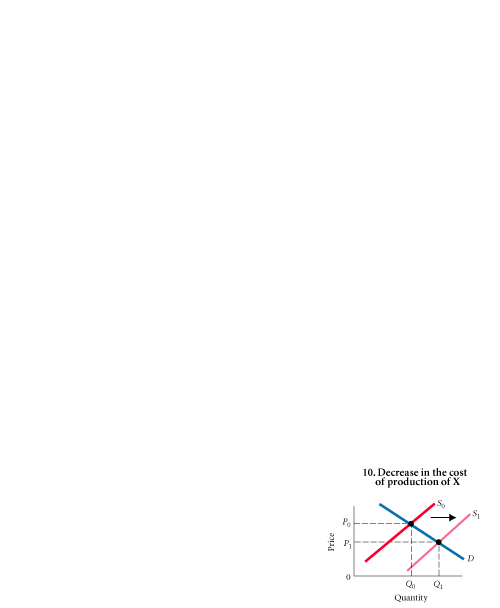 10. Decrease in the cost
of production of X
S₀
S₁
P₀
P₁
Price
D
0
Q₀
Q₁
Quantity